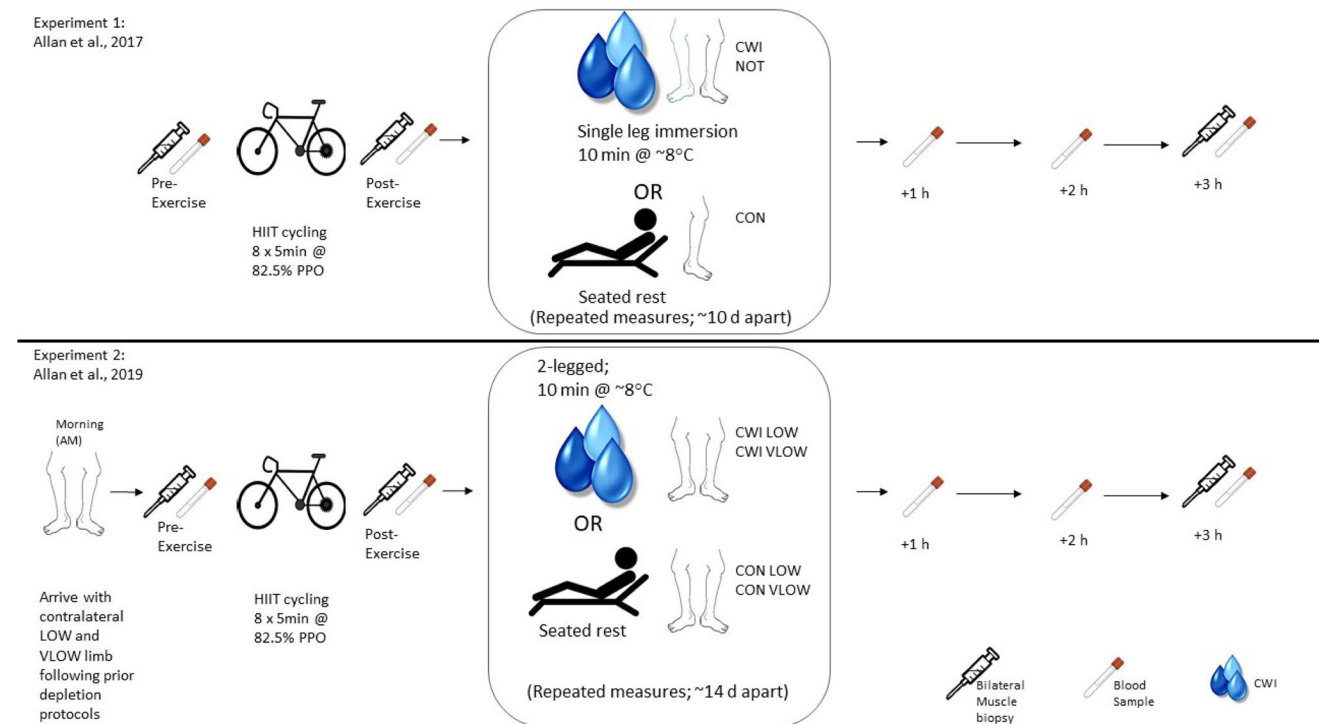 Experiment 1:
Allan et al., 2017
Pre-
Exercise
HIIT cycling
8 x 5min @
82.5% PPO
Post-
Exercise
CWI
NOT
Single leg immersion
10 min @ ~8°C
OR
CON
Seated rest
(Repeated measures; ~10 d apart)
+1 h
+2 h
+3 h
Experiment 2:
Allan et al., 2019
Morning
(AM)
Arrive with
contralateral
LOW and
VLOW limb
following prior
depletion
protocols
Pre-
Exercise
HIIT cycling
8 x 5min @
82.5% PPO
Post-
Exercise
2-legged;
10 min @ ~8°C
CWI LOW
CWI VLOW
OR
CON LOW
CON VLOW
Seated rest
(Repeated measures; ~14 d apart)
+1 h
+2 h
+3 h
Bilateral
Muscle
biopsy
Blood
Sample
CWI